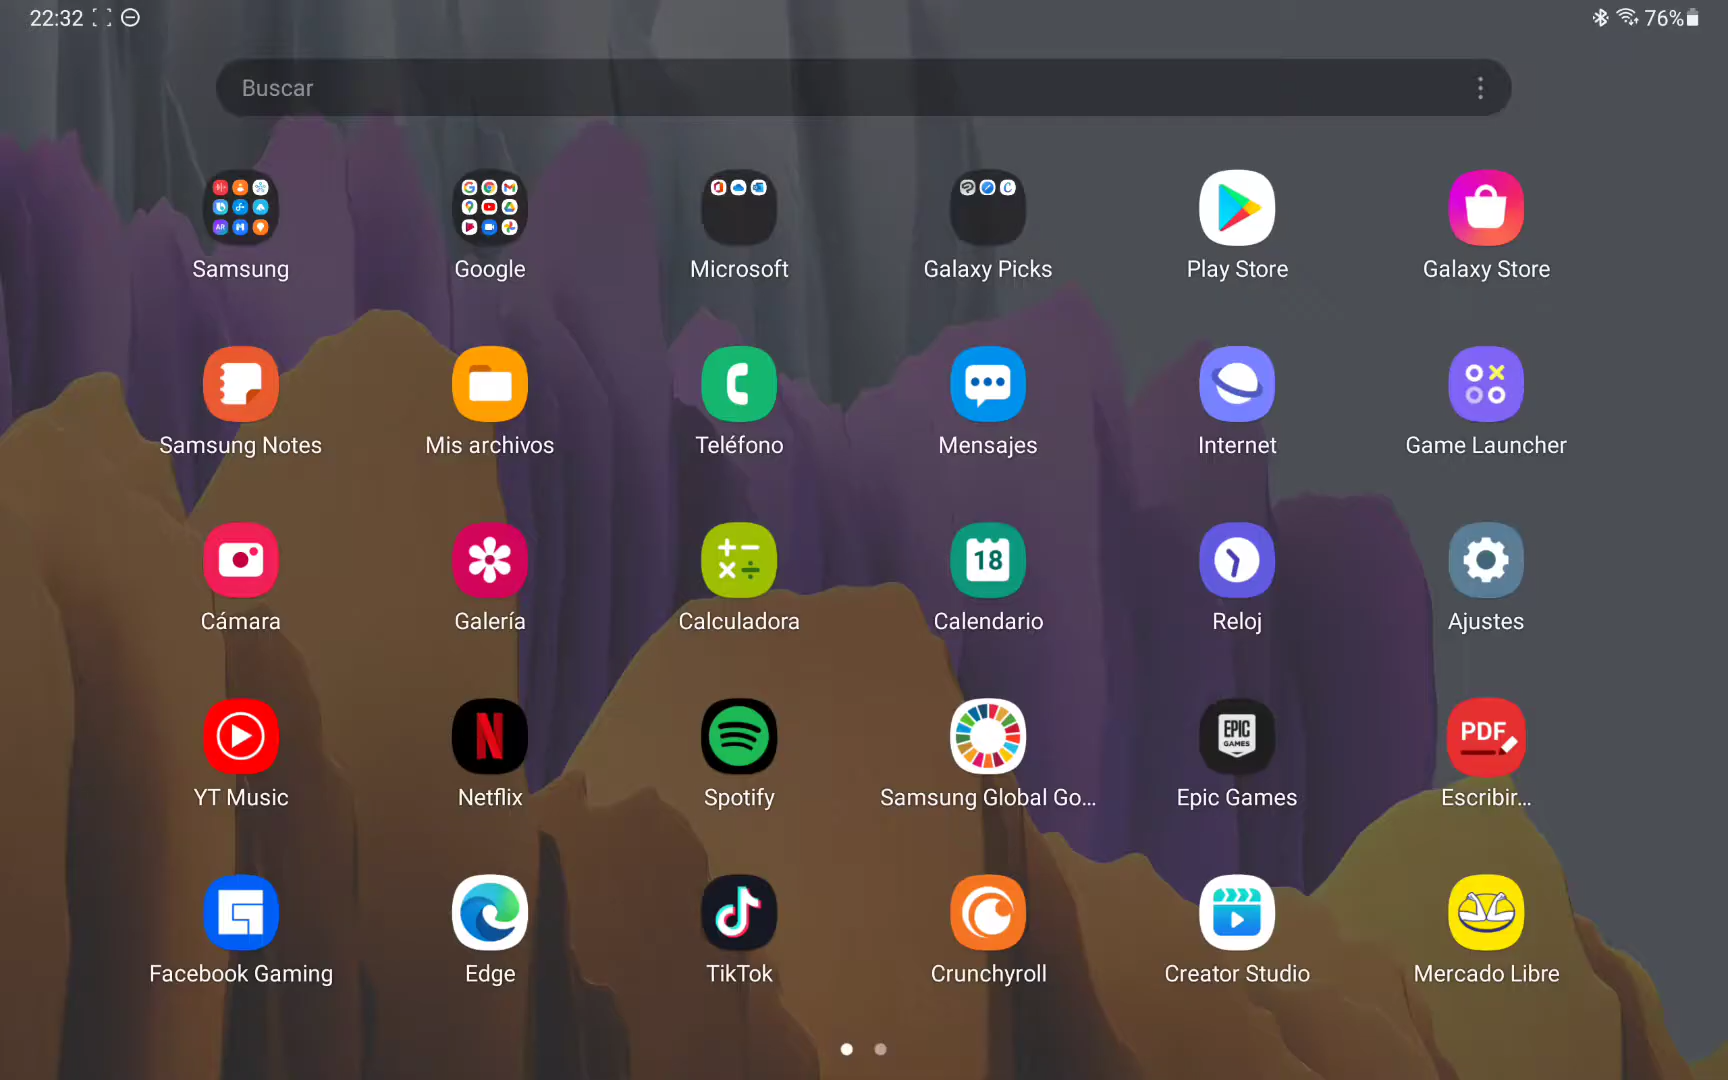 22:32
76%
Buscar
Samsung
Google
Microsoft
Galaxy Picks
Play Store
Galaxy Store
Samsung Notes
Mis archivos
Teléfono
Mensajes
Internet
Game Launcher
18
Cámara
Galería
Calculadora
Calendario
Reloj
Ajustes
EPIC
GAMES
PDF
YT Music
Netflix
Spotify
Samsung Global Go...
Epic Games
Escribir...
Facebook Gaming
Edge
TikTok
Crunchyroll
Creator Studio
Mercado Libre